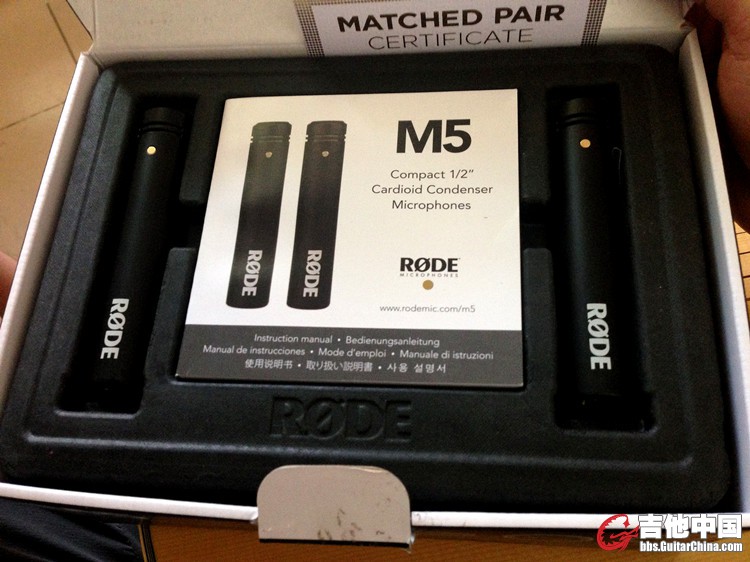 MATCHED PAIR
CERTIFICATE
M5
Compact 1/2"
Cardioid Condenser
Microphones
RØDE
RØDE
RØDE
MICROPHONES
www.rodemic.com/m5
RØDE
RØDE
Instruction manual • Bedienungsanleitung
Manual de instrucciones • Mode d'emploi • Manuale di istruzioni
使用说明书 • 取り扱い説明書 • 사용 설명서
RØDE
吉他中国
bbs.GuitarChina.com